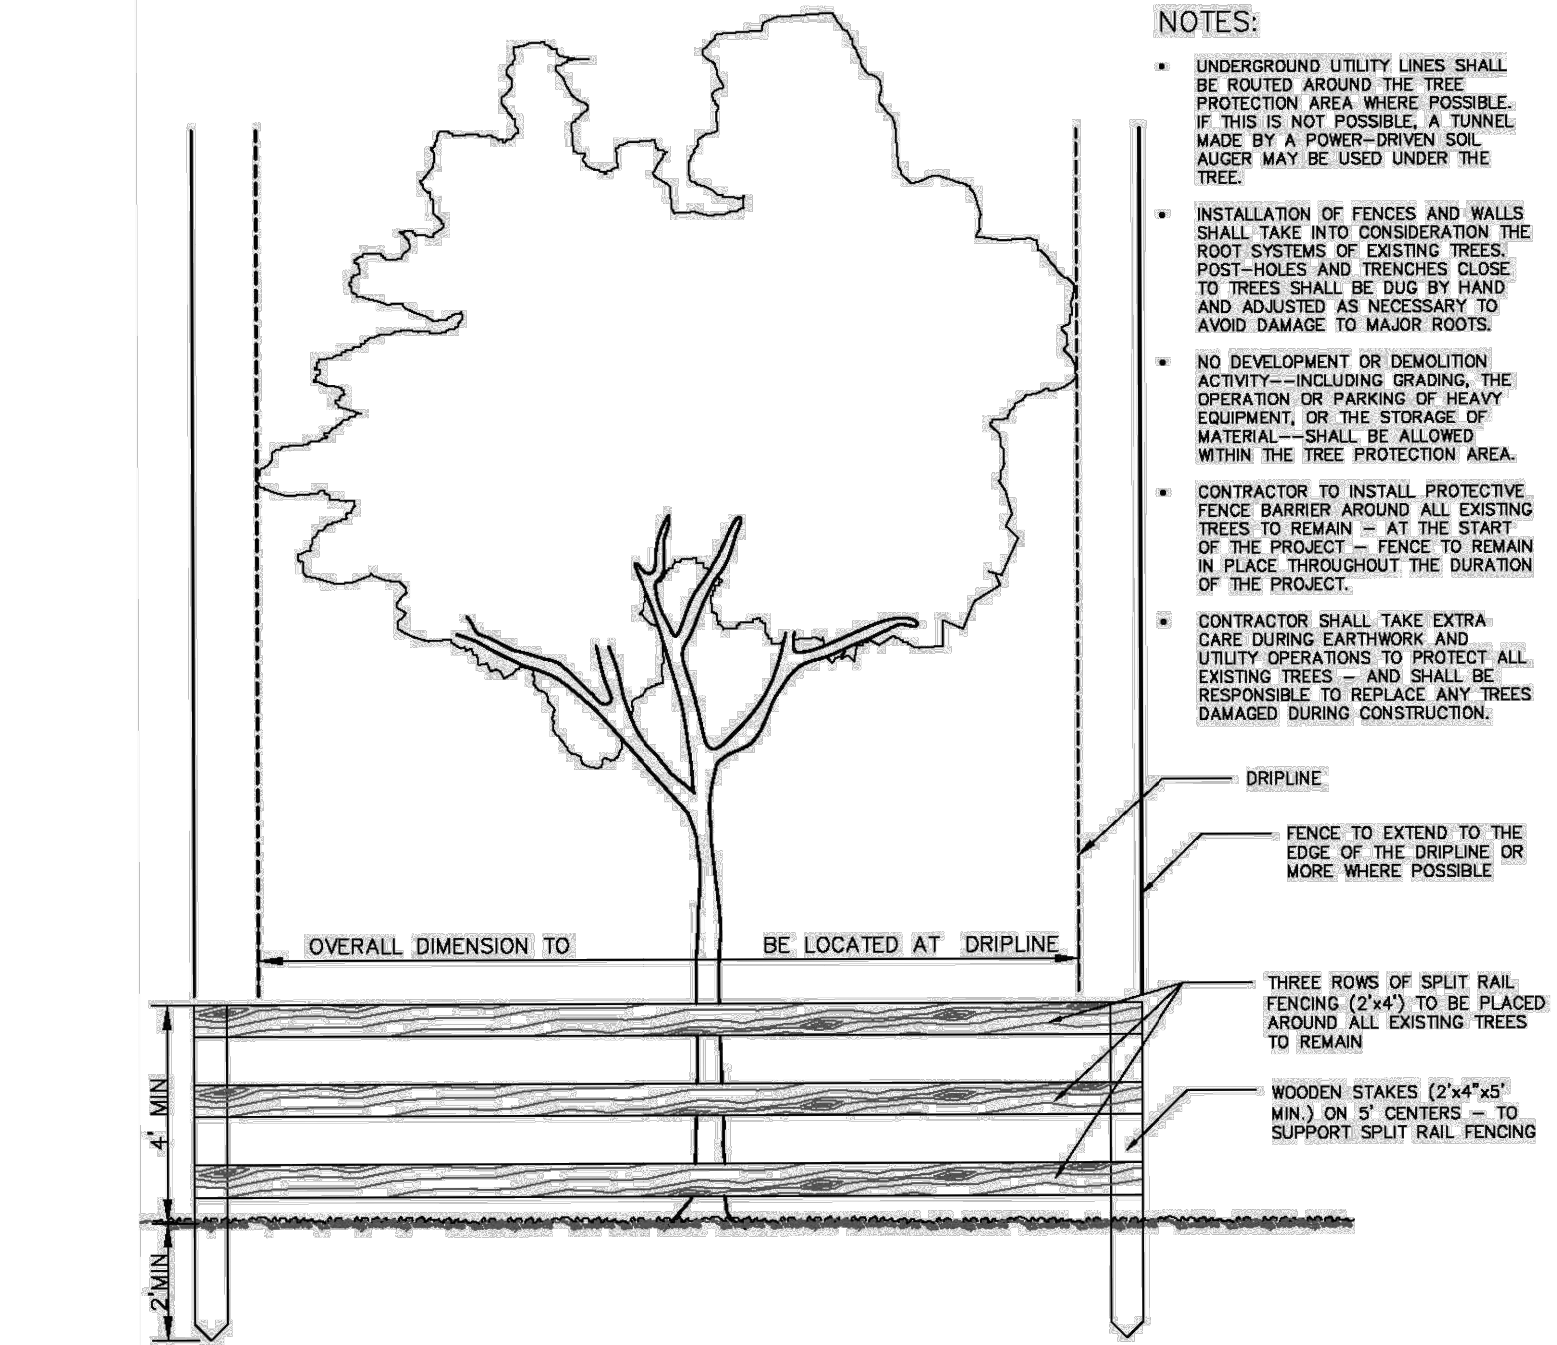 NOTES:
• UNDERGROUND UTILITY LINES SHALL
BE ROUTED AROUND THE TREE
PROTECTION AREA WHERE POSSIBLE.
IF THIS IS NOT POSSIBLE, A TUNNEL
MADE BY A POWER-DRIVEN SOIL
AUGER MAY BE USED UNDER THE
TREE.
• INSTALLATION OF FENCES AND WALLS
SHALL TAKE INTO CONSIDERATION THE
ROOT SYSTEMS OF EXISTING TREES.
POST-HOLES AND TRENCHES CLOSE
TO TREES SHALL BE DUG BY HAND
AND ADJUSTED AS NECESSARY TO
AVOID DAMAGE TO MAJOR ROOTS.
• NO DEVELOPMENT OR DEMOLITION
ACTIVITY--INCLUDING GRADING, THE
OPERATION OR PARKING OF HEAVY
EQUIPMENT, OR THE STORAGE OF
MATERIAL--SHALL BE ALLOWED
WITHIN THE TREE PROTECTION AREA.
• CONTRACTOR TO INSTALL PROTECTIVE
FENCE BARRIER AROUND ALL EXISTING
TREES TO REMAIN – AT THE START
OF THE PROJECT – FENCE TO REMAIN
IN PLACE THROUGHOUT THE DURATION
OF THE PROJECT.
• CONTRACTOR SHALL TAKE EXTRA
CARE DURING EARTHWORK AND
UTILITY OPERATIONS TO PROTECT ALL
EXISTING TREES – AND SHALL BE
RESPONSIBLE TO REPLACE ANY TREES
DAMAGED DURING CONSTRUCTION.
DRIPLINE
FENCE TO EXTEND TO THE
EDGE OF THE DRIPLINE OR
MORE WHERE POSSIBLE
OVERALL DIMENSION TO BE LOCATED AT DRIPLINE
THREE ROWS OF SPLIT RAIL
FENCING (2'x4') TO BE PLACED
AROUND ALL EXISTING TREES
TO REMAIN
WOODEN STAKES (2'x4"x5'
MIN.) ON 5' CENTERS – TO
SUPPORT SPLIT RAIL FENCING
4' MIN
2'MIN